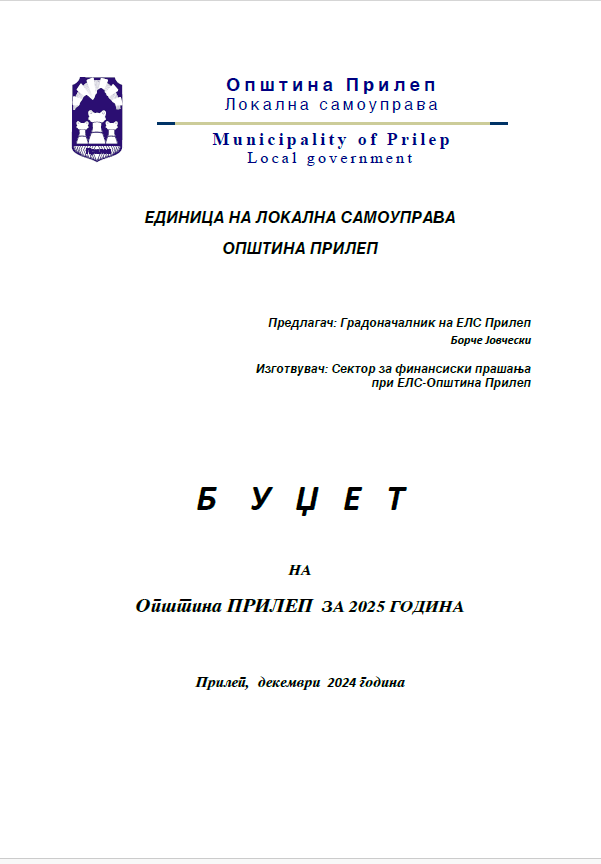 Општина Прилеп
Локална самоуправа
Municipality of Prilep
Local government
ЕДИНИЦА НА ЛОКАЛНА САМОУПРАВА
ОПШТИНА ПРИЛЕП
Предлагач: Градоначалник на ЕЛС Прилеп
Борче Јовчески
Изготвувач: Сектор за финансиски прашања
при ЕЛС-Општина Прилеп
Б У Џ Е Т
НА
Општина ПРИЛЕП ЗА 2025 ГОДИНА
Прилеп, декември 2024 година